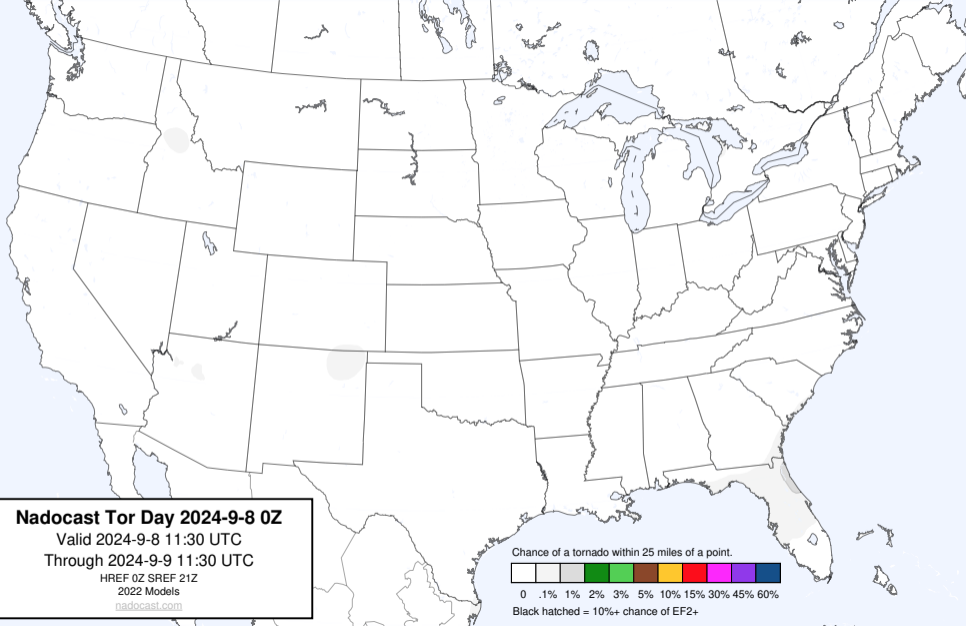 Nadocast Tor Day 2024-9-8 0Z
Valid 2024-9-8 11:30 UTC
Through 2024-9-9 11:30 UTC
HREF 0Z SREF 21Z
2022 Models
nadocast.com
Chance of a tornado within 25 miles of a point.
0 .1% 1% 2% 3% 5% 10% 15% 30% 45% 60%
Black hatched = 10%+ chance of EF2+